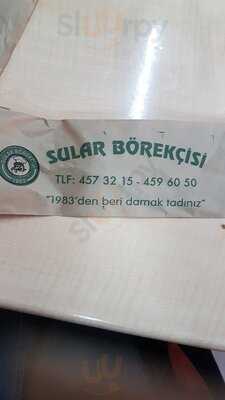 SULAR BÖREKÇİSİ
TLF: 457 32 15 - 459 60 50
"1983'den beri damak tadınız"